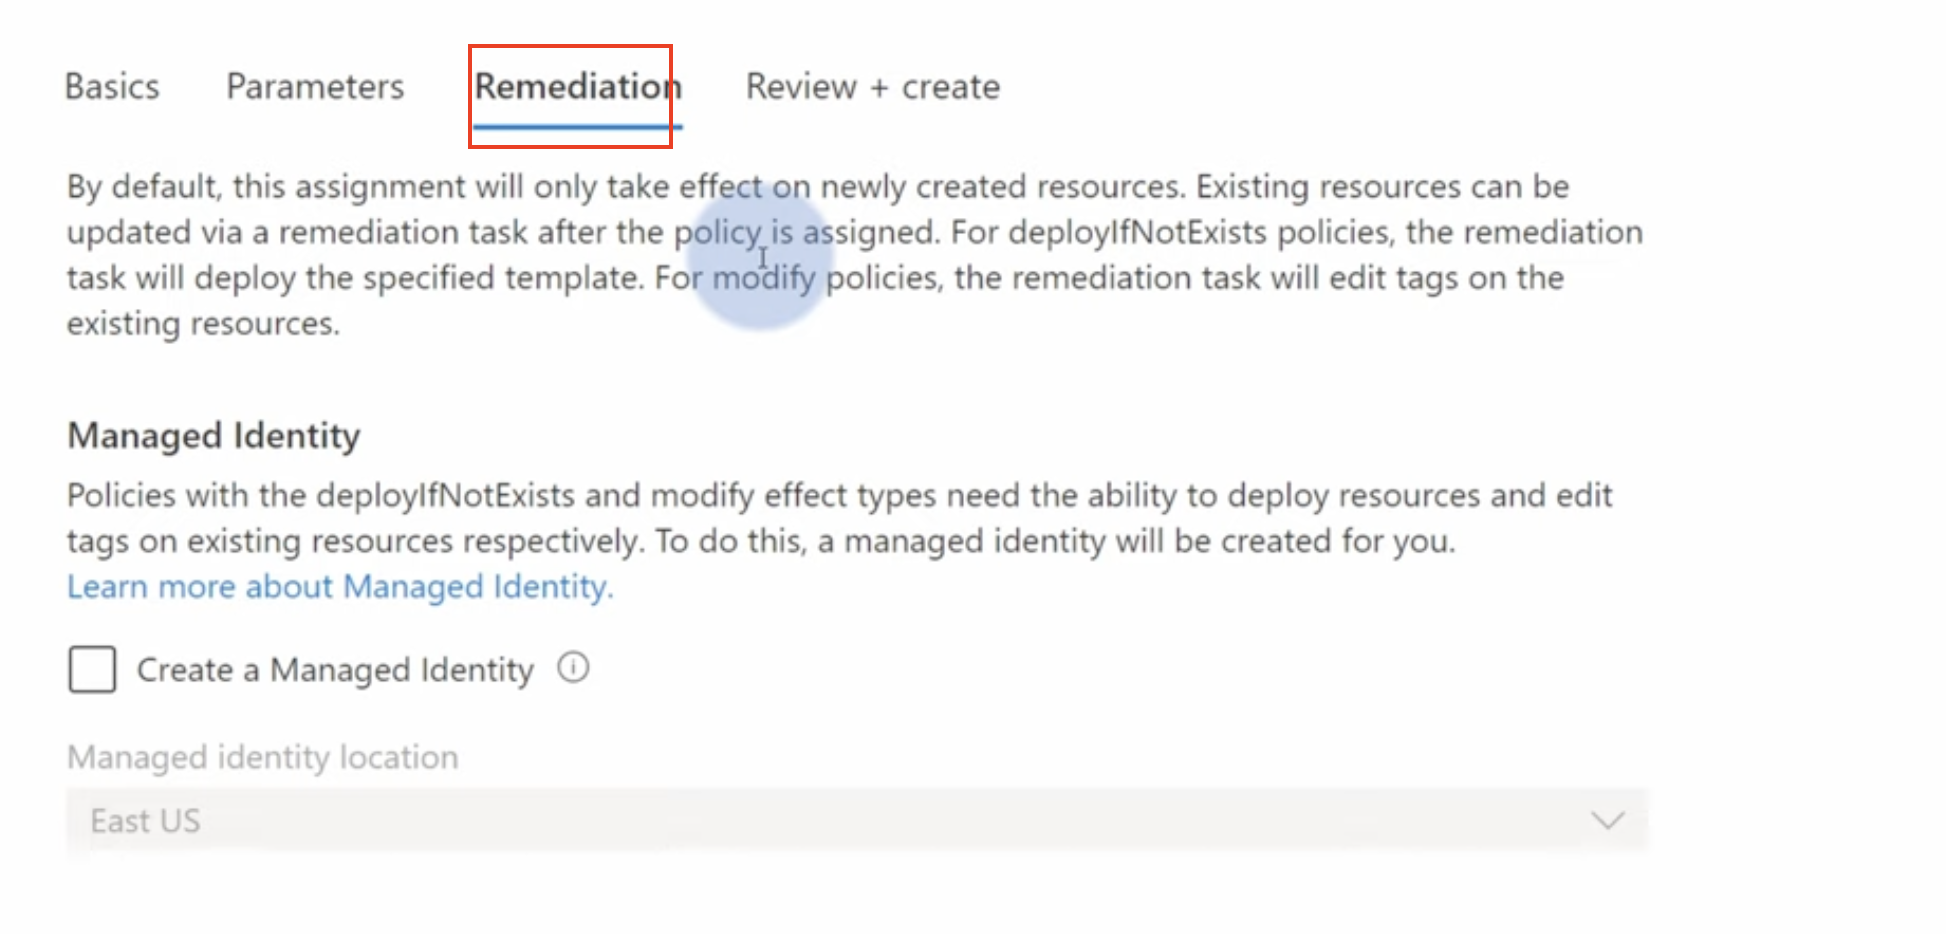 Basics Parameters Remediation Review + create
By default, this assignment will only take effect on newly created resources. Existing resources can be
updated via a remediation task after the policy is assigned. For deployIfNotExists policies, the remediation
task will deploy the specified template. For modify policies, the remediation task will edit tags on the
existing resources.
Managed Identity
Policies with the deployIfNotExists and modify effect types need the ability to deploy resources and edit
tags on existing resources respectively. To do this, a managed identity will be created for you.
Learn more about Managed Identity.
Create a Managed Identity
Managed identity location
East US